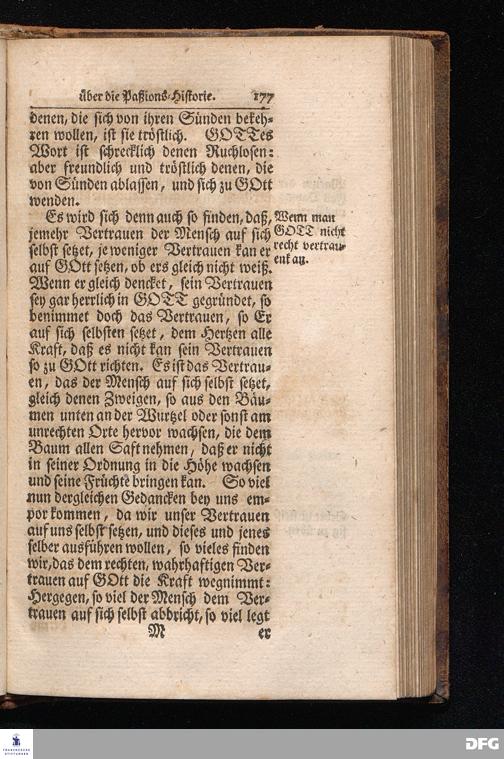 über die Paßions-Historie. 177
denen, die sich von ihren Sünden bekeh-
ren wollen, ist sie tröstlich. GOTTes
Wort ist schrecklich denen Ruchlosen:
aber freundlich und tröstlich denen, die
von Sünden ablassen, und sich zu GOtt
wenden.
Es wird sich denn auch so finden, daß,
jemehr Vertrauen der Mensch auf sich
selbst setzet, je weniger Vertrauen kan er
auf GOtt setzen, ob ers gleich nicht weiß.
Wenn er gleich dencket, sein Vertrauen
sey gar herrlich in GOTT gegründet, so
benimmet doch das Vertrauen, so Er
auf sich selbsten setzet, dem Hertzen alle
Kraft, daß es nicht kan sein Vertrauen
so zu GOtt richten. Es ist das Vertrau-
en, das der Mensch auf sich selbst setzet,
gleich denen Zweigen, so aus den Bäu-
men unten an der Wurtzel oder sonst am
unrechten Orte hervor wachsen, die dem
Baum allen Saft nehmen, daß er nicht
in seiner Ordnung in die Höhe wachsen
und seine Früchte bringen kan. So viel
nun dergleichen Gedancken bey uns em-
por kommen, da wir unser Vertrauen
auf uns selbst setzen, und dieses und jenes
selber ausführen wollen, so vieles finden
wir, das dem rechten, wahrhaftigen Ver-
trauen auf GOtt die Kraft wegnimmt:
Hergegen, so viel der Mensch dem Ver-
trauen auf sich selbst abbricht, so viel legt
M er
Wenn man
GOTT nicht
recht vertrau-
en kan.
FRANCKESCHE
STIFTUNGEN
DFG